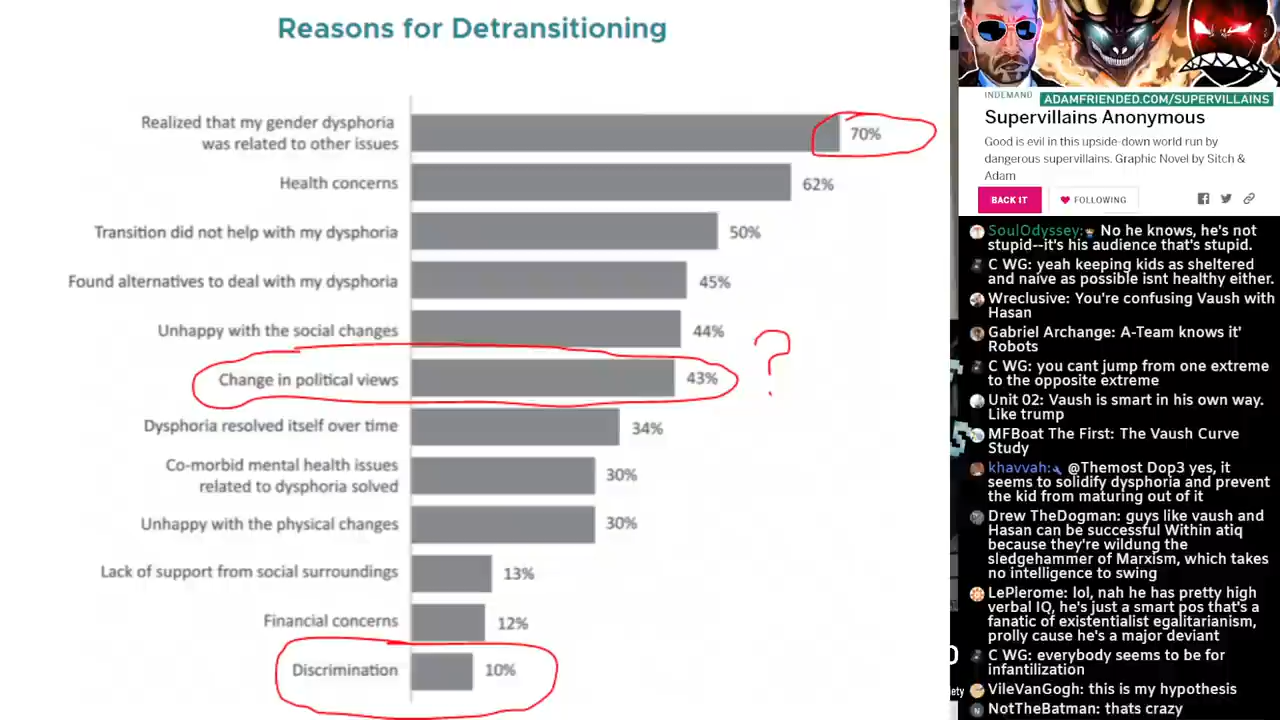 Reasons for Detransitioning
Realized that my gender dysphoria
was related to other issues
70%
Health concerns
62%
Transition did not help with my dysphoria
50%
Found alternatives to deal with my dysphoria
45%
Unhappy with the social changes
44%
?
Change in political views
43%
Dysphoria resolved itself over time
34%
Co-morbid mental health issues
related to dysphoria solved
30%
Unhappy with the physical changes
30%
Lack of support from social surroundings
13%
Financial concerns
12%
Discrimination
10%
INDEMAND
ADAMFRIENDED.COM/SUPERVILLAINS
Supervillains Anonymous
Good is evil in this upside-down world run by
dangerous supervillains. Graphic Novel by Sitch &
Adam
BACK IT
FOLLOWING
SoulOdyssey: No he knows, he's not
stupid--it's his audience that's stupid.
C WG: yeah keeping kids as sheltered
and naive as possible isnt healthy either.
Wreclusive: You're confusing Vaush with
Hasan
Gabriel Archange: A-Team knows it'
Robots
C WG: you cant jump from one extreme
to the opposite extreme
Unit 02: Vaush is smart in his own way.
Like trump
MFBoat The First: The Vaush Curve
Study
khavvah: @Themost Dop3 yes, it
seems to solidify dysphoria and prevent
the kid from maturing out of it
Drew TheDogman: guys like vaush and
Hasan can be successful Within atiq
because they're wildung the
sledgehammer of Marxism, which takes
no intelligence to swing
LePlerome: lol, nah he has pretty high
verbal IQ, he's just a smart pos that's a
fanatic of existentialist egalitarianism,
prolly cause he's a major deviant
C WG: everybody seems to be for
infantilization
VileVanGogh: this is my hypothesis
N
NotTheBatman: thats crazy